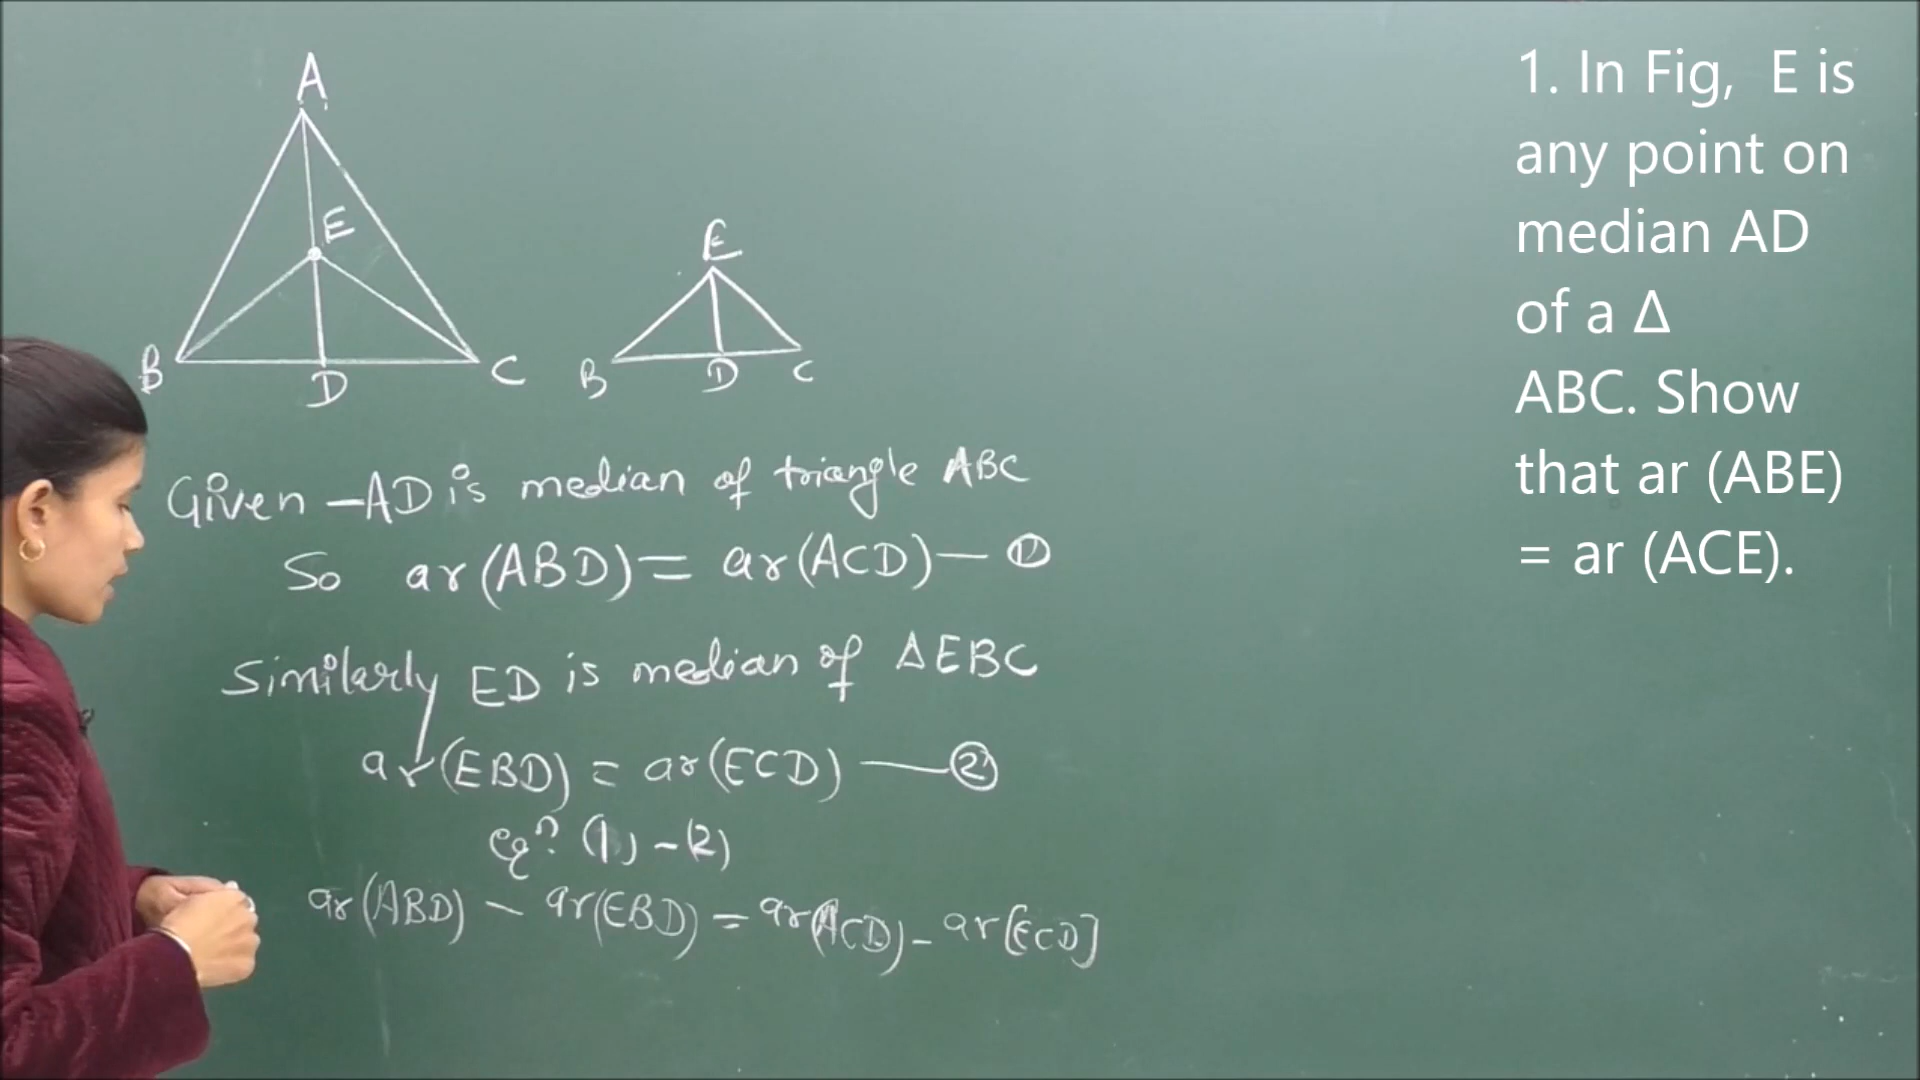 A
E
B
D
C
E
B
D
C
Given – AD is median of triangle ABC
So ar(ABD) = ar(ACD) — ①
Similarly ED is median of ΔEBC
ar(EBD) = ar(ECD) — ②
eqn. (1) - (2)
ar(ABD) - ar(EBD) = ar(ACD) - ar[ECD]
1. In Fig, E is
any point on
median AD
of a Δ
ABC. Show
that ar (ABE)
= ar (ACE).